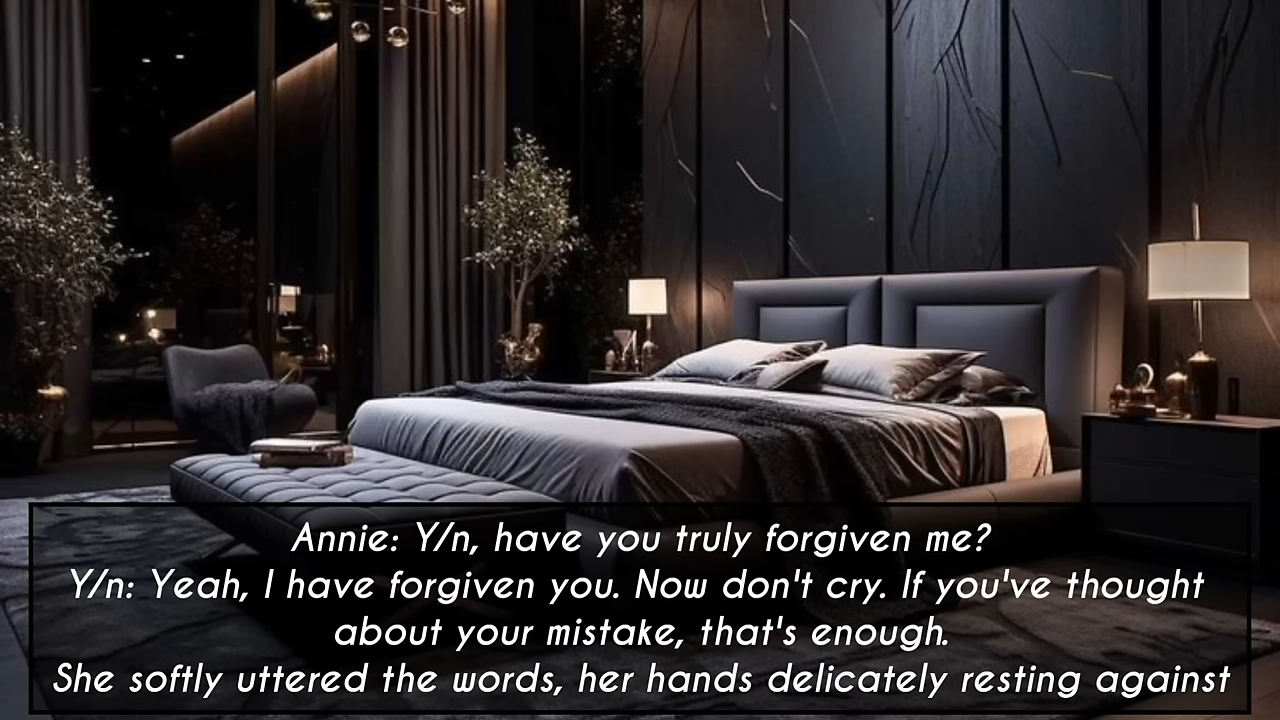 Annie: Y/n, have you truly forgiven me?
Y/n: Yeah, I have forgiven you. Now don't cry. If you've thought
about your mistake, that's enough.
She softly uttered the words, her hands delicately resting against